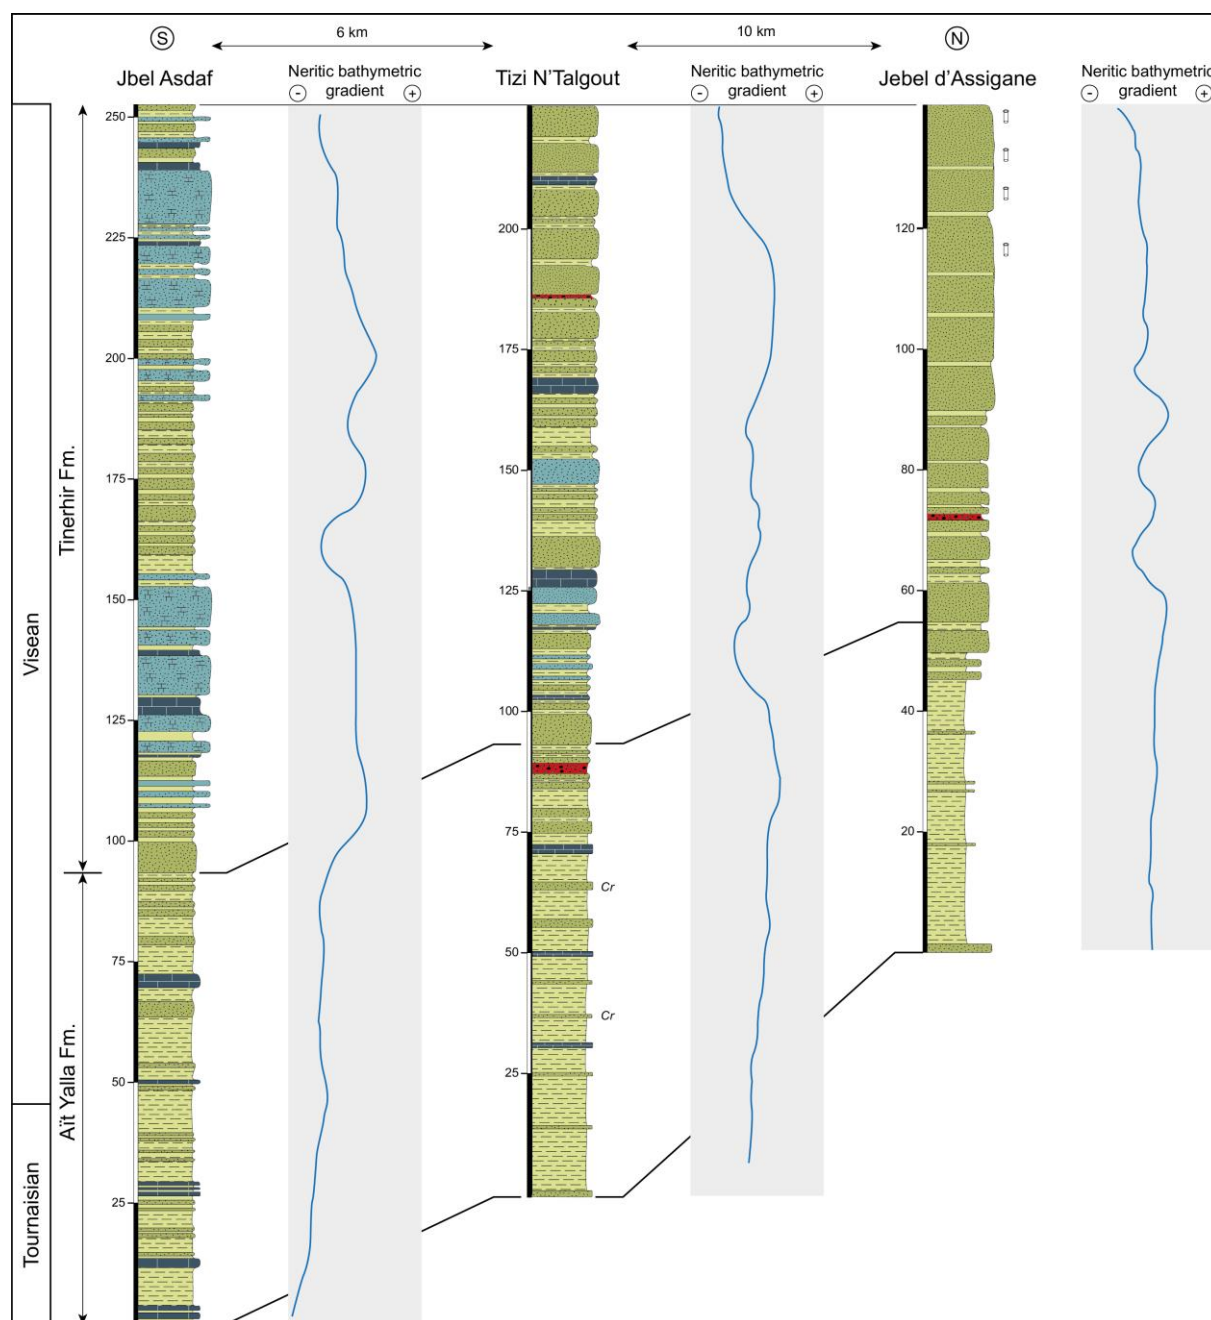 S
6 km
10 km
N
Jbel Asdaf
Neritic bathymetric
gradient
-
+
Tizi N'Talgout
Neritic bathymetric
gradient
-
+
Jebel d'Assigane
Neritic bathymetric
gradient
-
+
Visean
Tournaisian
Tinerhir Fm.
Aït Yalla Fm.
250
225
200
175
150
125
100
75
50
25
200
175
150
125
100
75
50
25
Cr
Cr
120
100
80
60
40
20